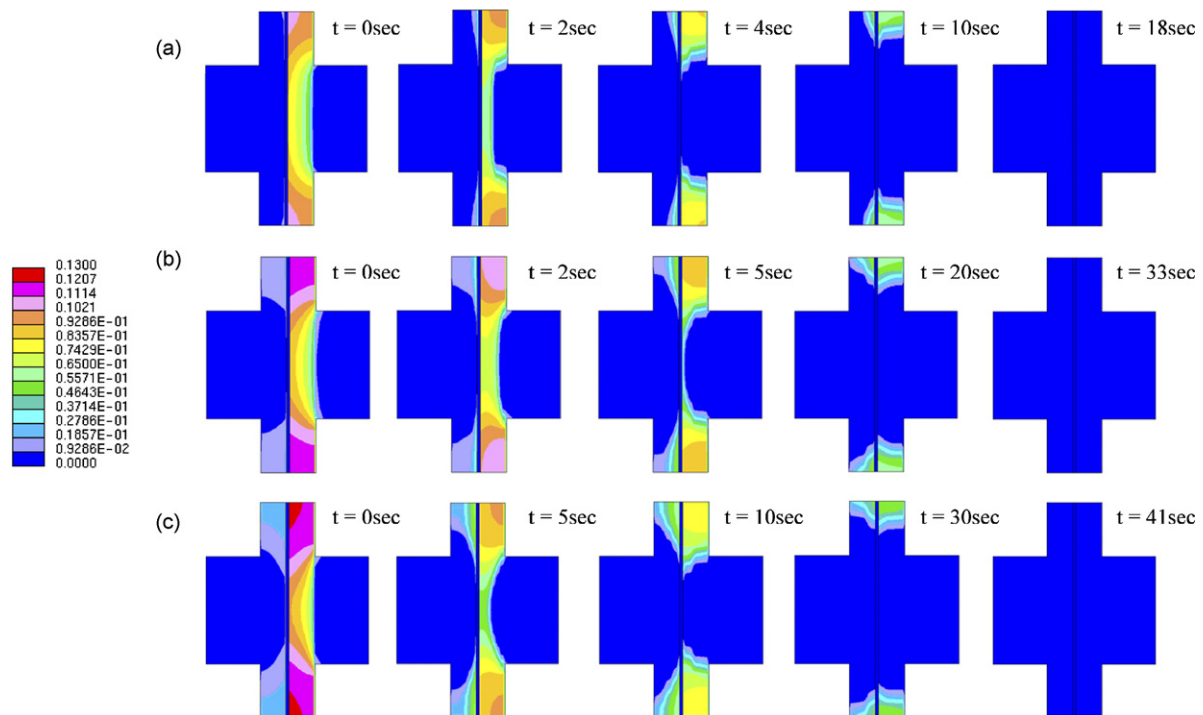 (a)
t = 0sec
t = 2sec
t = 4sec
t = 10sec
t = 18sec
(b)
t = 0sec
t = 2sec
t = 5sec
t = 20sec
t = 33sec
0.1300
0.1207
0.1114
0.1021
0.9286E-01
0.8357E-01
0.7429E-01
0.6500E-01
0.5571E-01
0.4643E-01
0.3714E-01
0.2786E-01
0.1857E-01
0.9286E-02
0.0000
(c)
t = 0sec
t = 5sec
t = 10sec
t = 30sec
t = 41sec